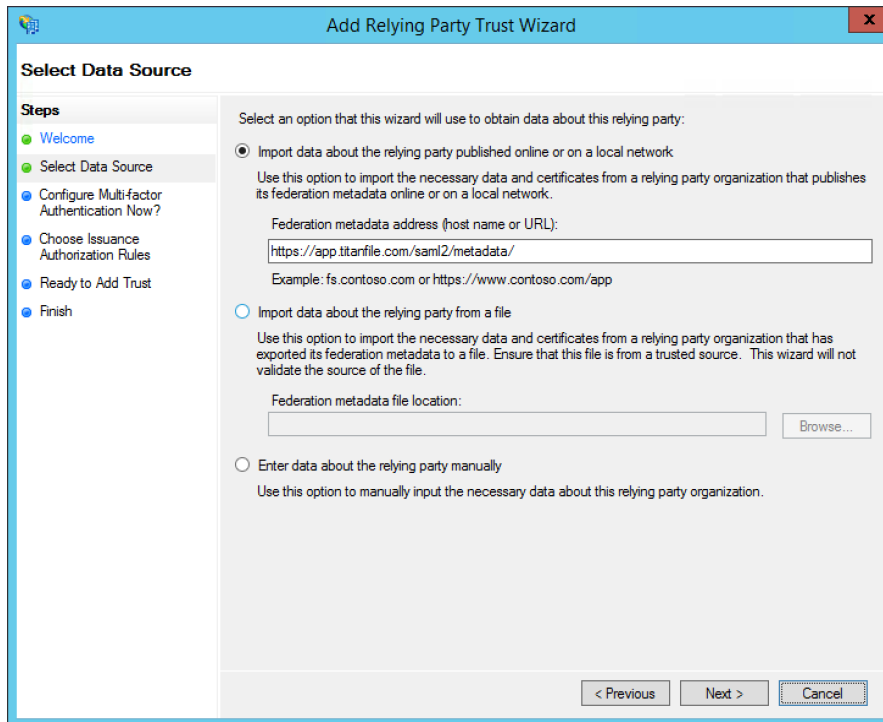 Add Relying Party Trust Wizard
x
Select Data Source
Steps
Welcome
Select Data Source
Configure Multi-factor
Authentication Now?
Choose Issuance
Authorization Rules
Ready to Add Trust
Finish
Select an option that this wizard will use to obtain data about this relying party:
Import data about the relying party published online or on a local network
Use this option to import the necessary data and certificates from a relying party organization that publishes
its federation metadata online or on a local network.
Federation metadata address (host name or URL):
https://app.titanfile.com/saml2/metadata/
Example: fs.contoso.com or https://www.contoso.com/app
Import data about the relying party from a file
Use this option to import the necessary data and certificates from a relying party organization that has
exported its federation metadata to a file. Ensure that this file is from a trusted source.  This wizard will not
validate the source of the file.
Federation metadata file location:
Browse...
Enter data about the relying party manually
Use this option to manually input the necessary data about this relying party organization.
< Previous
Next >
Cancel